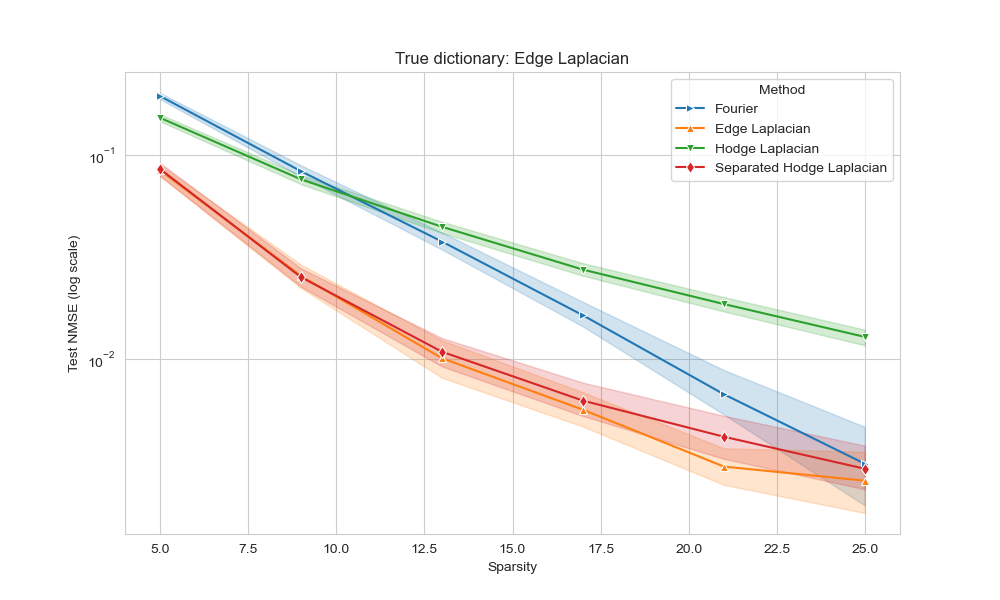 True dictionary: Edge Laplacian
Method
Fourier
Edge Laplacian
Hodge Laplacian
Separated Hodge Laplacian
Test NMSE (log scale)
10^−1
10^−2
5.0 7.5 10.0 12.5 15.0 17.5 20.0 22.5 25.0
Sparsity